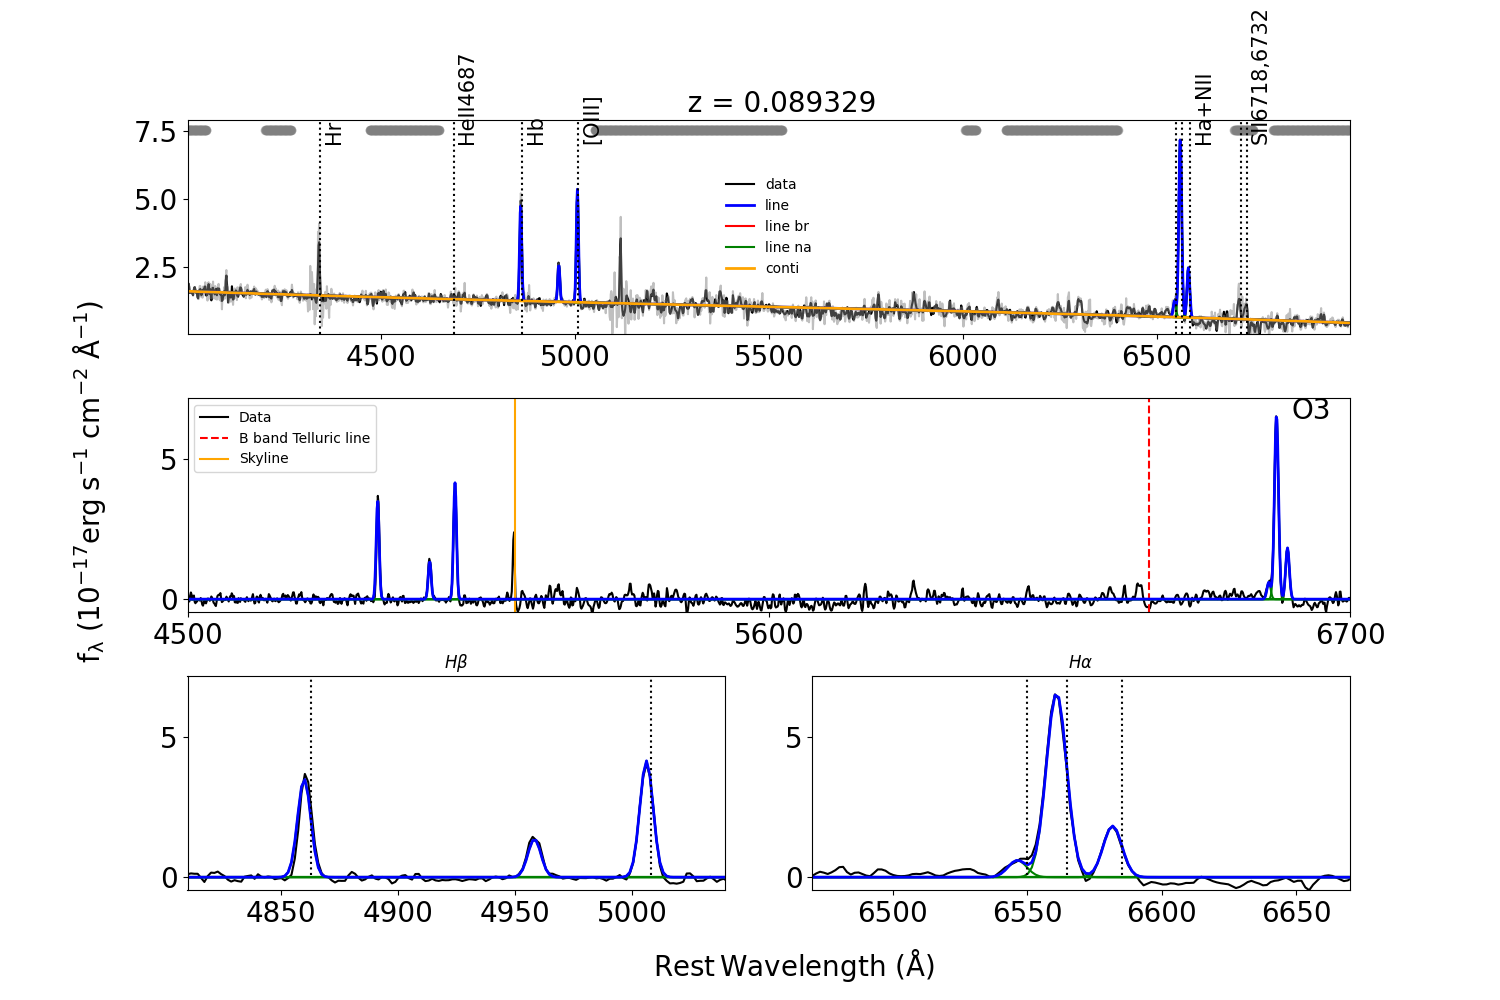 z = 0.089329
Hr
HeII4687
Hb
[OIII]
Ha+NII
SII6718,6732
7.5
5.0
2.5
data
line
line br
line na
conti
4500
5000
5500
6000
6500
fλ (10−17erg s−1 cm−2 Å−1)
O3
Data
B band Telluric line
Skyline
5
0
4500
5600
6700
Hβ
5
0
4850
4900
4950
5000
Hα
5
0
6500
6550
6600
6650
Rest Wavelength (Å)